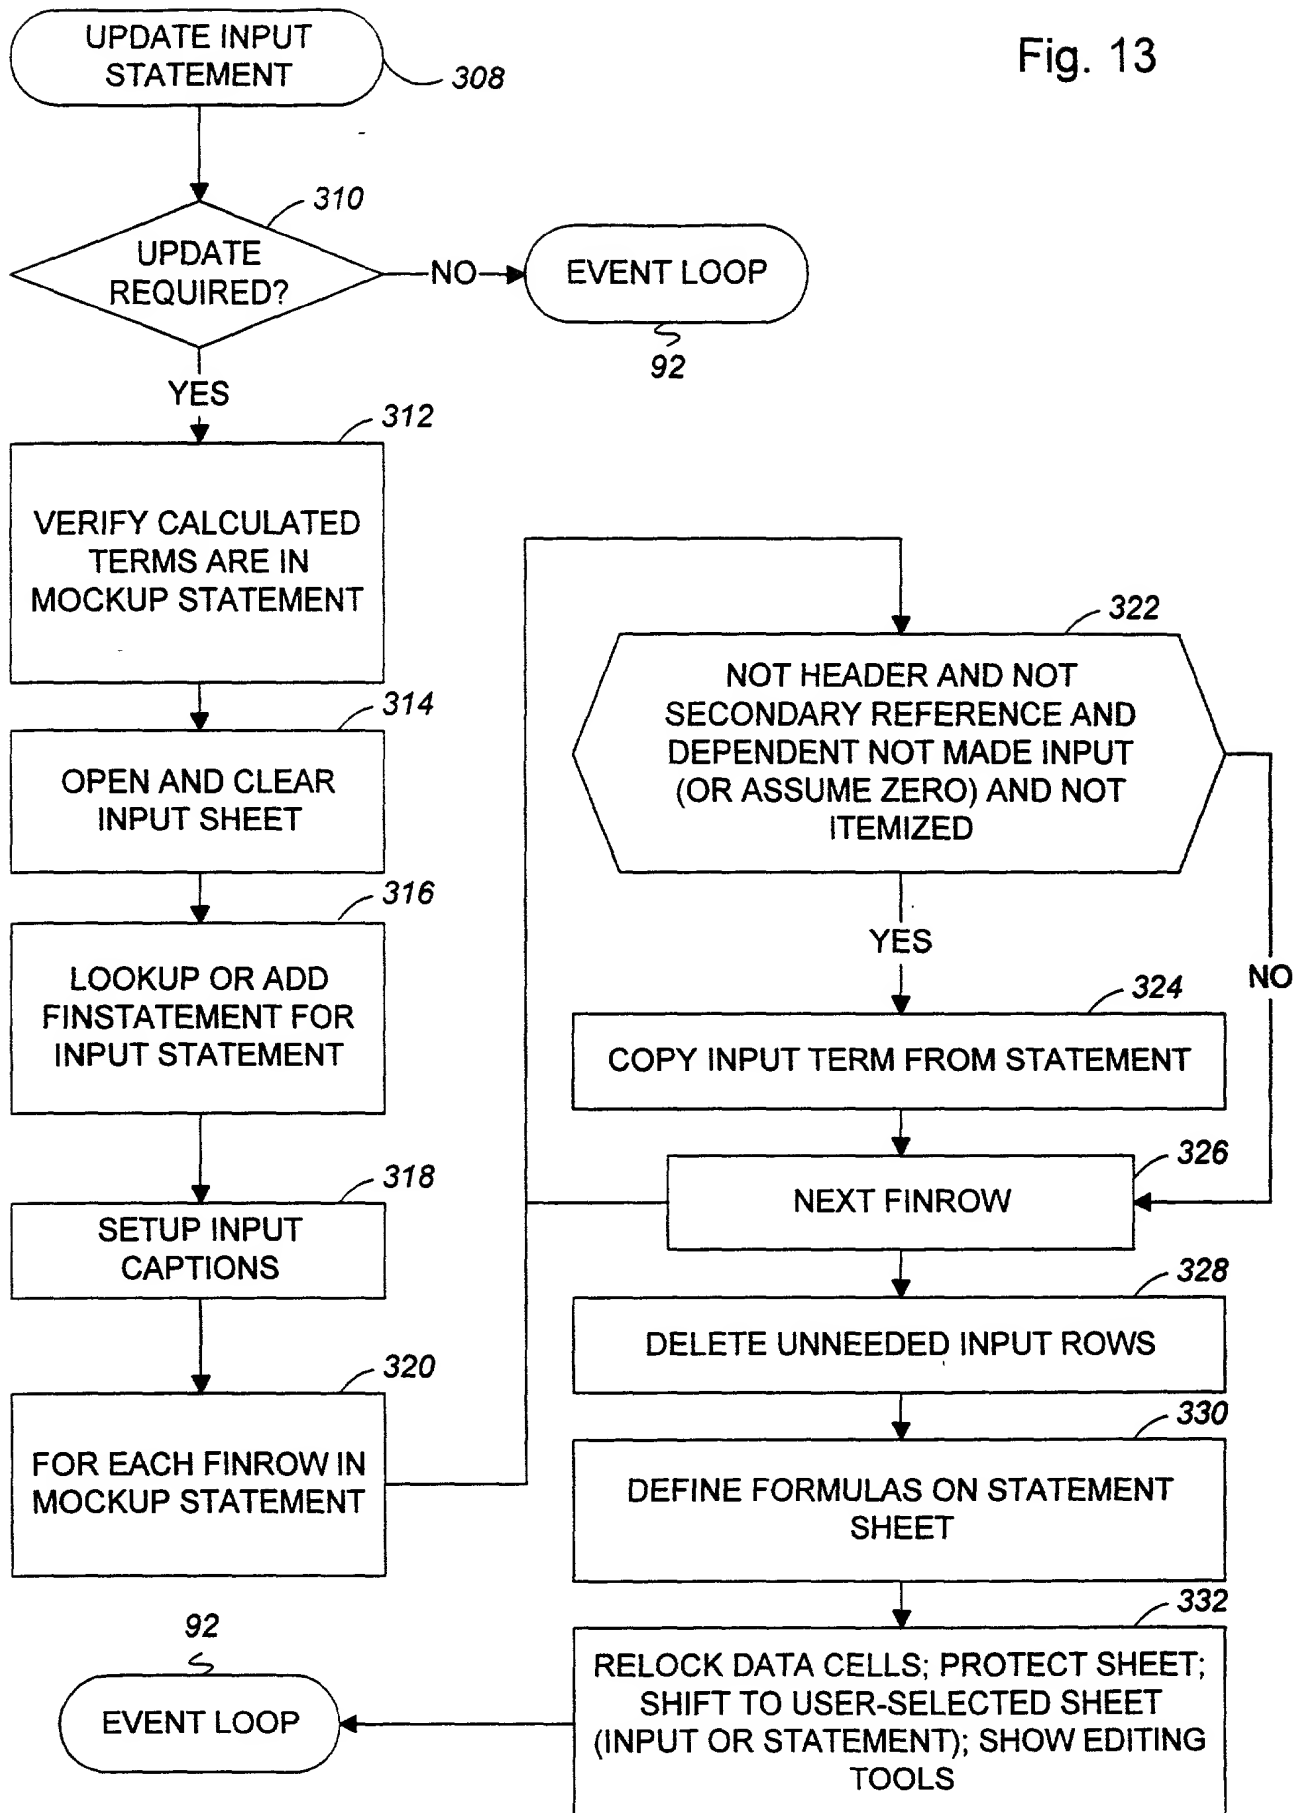 Fig. 13
UPDATE INPUT
STATEMENT
308
310
UPDATE
REQUIRED?
NO
EVENT LOOP
92
YES
312
VERIFY CALCULATED
TERMS ARE IN
MOCKUP STATEMENT
314
OPEN AND CLEAR
INPUT SHEET
316
LOOKUP OR ADD
FINSTATEMENT FOR
INPUT STATEMENT
318
SETUP INPUT
CAPTIONS
320
FOR EACH FINROW IN
MOCKUP STATEMENT
322
NOT HEADER AND NOT
SECONDARY REFERENCE AND
DEPENDENT NOT MADE INPUT
(OR ASSUME ZERO) AND NOT
ITEMIZED
YES
NO
324
COPY INPUT TERM FROM STATEMENT
326
NEXT FINROW
328
DELETE UNNEEDED INPUT ROWS
330
DEFINE FORMULAS ON STATEMENT
SHEET
332
RELOCK DATA CELLS; PROTECT SHEET;
SHIFT TO USER-SELECTED SHEET
(INPUT OR STATEMENT); SHOW EDITING
TOOLS
92
EVENT LOOP